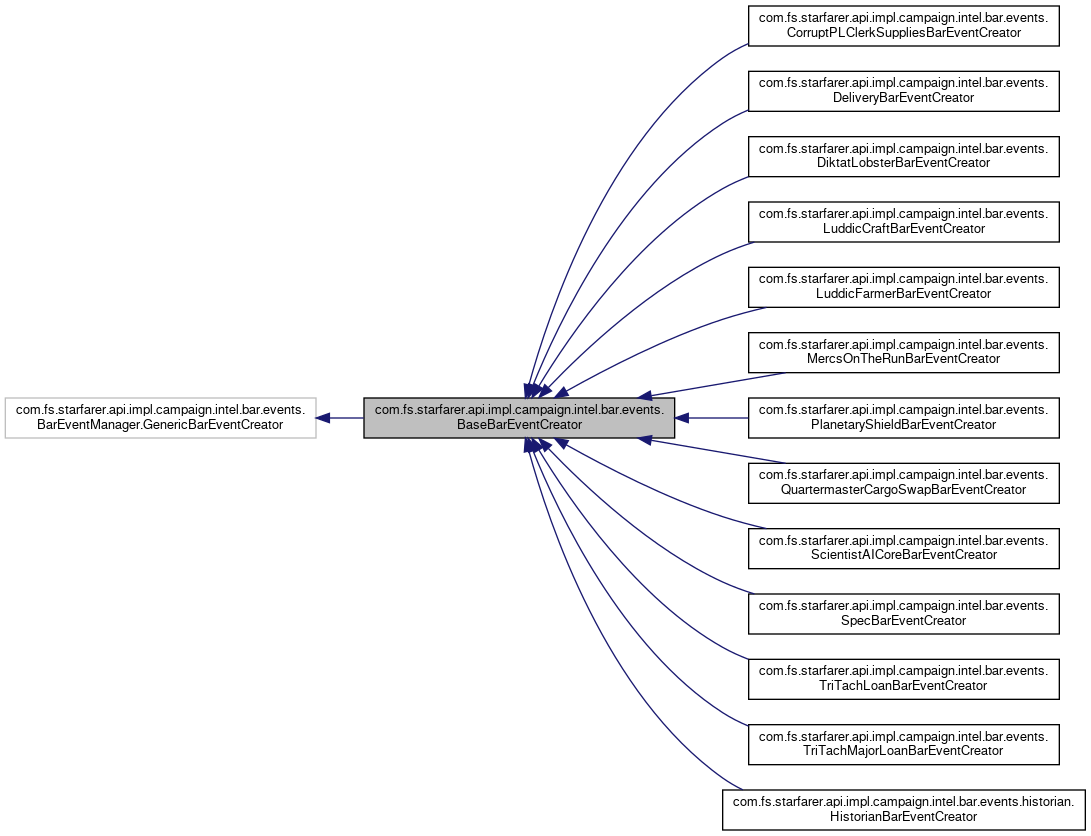 com.fs.starfarer.api.impl.campaign.intel.bar.events.
BarEventManager.GenericBarEventCreator
com.fs.starfarer.api.impl.campaign.intel.bar.events.
BaseBarEventCreator
com.fs.starfarer.api.impl.campaign.intel.bar.events.
CorruptPLClerkSuppliesBarEventCreator
com.fs.starfarer.api.impl.campaign.intel.bar.events.
DeliveryBarEventCreator
com.fs.starfarer.api.impl.campaign.intel.bar.events.
DiktatLobsterBarEventCreator
com.fs.starfarer.api.impl.campaign.intel.bar.events.
LuddicCraftBarEventCreator
com.fs.starfarer.api.impl.campaign.intel.bar.events.
LuddicFarmerBarEventCreator
com.fs.starfarer.api.impl.campaign.intel.bar.events.
MercsOnTheRunBarEventCreator
com.fs.starfarer.api.impl.campaign.intel.bar.events.
PlanetaryShieldBarEventCreator
com.fs.starfarer.api.impl.campaign.intel.bar.events.
QuartermasterCargoSwapBarEventCreator
com.fs.starfarer.api.impl.campaign.intel.bar.events.
ScientistAICoreBarEventCreator
com.fs.starfarer.api.impl.campaign.intel.bar.events.
SpecBarEventCreator
com.fs.starfarer.api.impl.campaign.intel.bar.events.
TriTachLoanBarEventCreator
com.fs.starfarer.api.impl.campaign.intel.bar.events.
TriTachMajorLoanBarEventCreator
com.fs.starfarer.api.impl.campaign.intel.bar.events.historian.
HistorianBarEventCreator